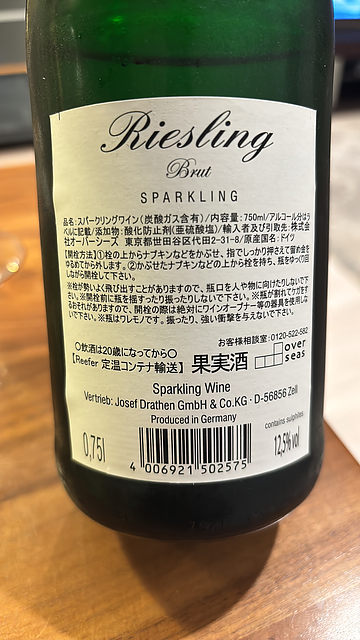 Riesling
Brut
SPARKLING
品名:スパークリングワイン(炭酸ガス含有)/内容量:750ml/アルコール分はラ
ベルに記載/添加物:酸化防止剤(亜硫酸塩)/輸入者及び引取先:株式会
社オーバーシーズ 東京都世田谷区代田2-31-8/原産国名:ドイツ
【開栓方法】①栓の上からナプキンなどをかぶせ、指でしっかり押さえて留め金を
ゆるめてから外します。②かぶせたナプキンなどの上から栓を持ち、瓶をゆっくり回
しながら開栓します。
※栓が勢いよく飛び出すことがありますので、瓶口を人や物に向けたりしないで下
さい。※開栓前に瓶を揺すったり振ったりしないで下さい。※瓶が割れてケガをす
るおそれがありますので、開栓の際は絶対にワインオープナー等の器具を使用しな
いで下さい。※瓶はワレモノです。振ったり、強い衝撃を与えないで下さい。
お客様相談室:0120-522-582
○飲酒は20歳になってから○
【Reefer 定温コンテナ輸送】
果実酒
over
seas
Sparkling Wine
Vertrieb: Josef Drathen GmbH & Co.KG · D-56856 Zell
Produced in Germany
contains sulphites
0,75l
4 006921 502575
12,5% vol